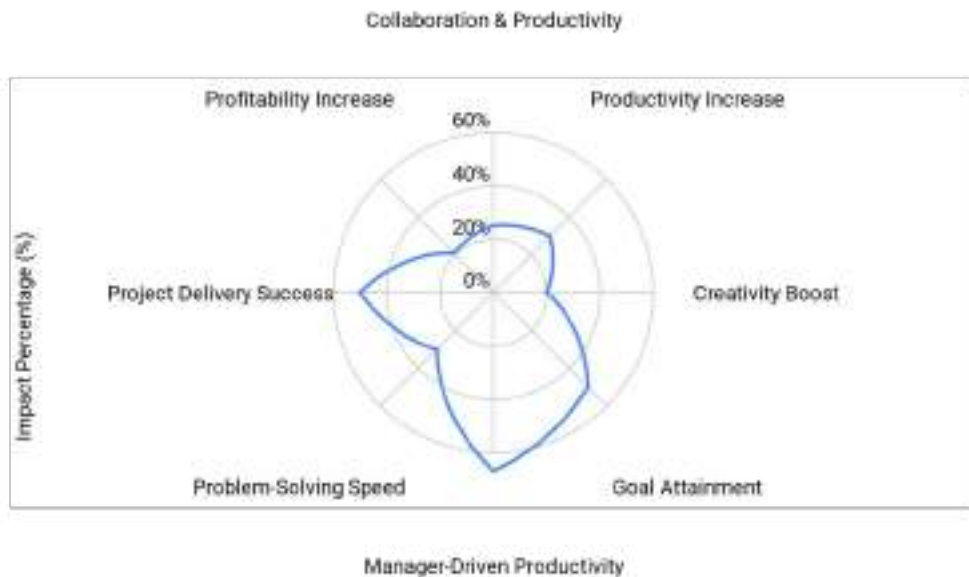 Collaboration & Productivity
Profitability Increase
Productivity Increase
60%
40%
20%
0%
Impact Percentage (%)
Project Delivery Success
Creativity Boost
Problem-Solving Speed
Goal Attainment
Manager-Driven Productivity